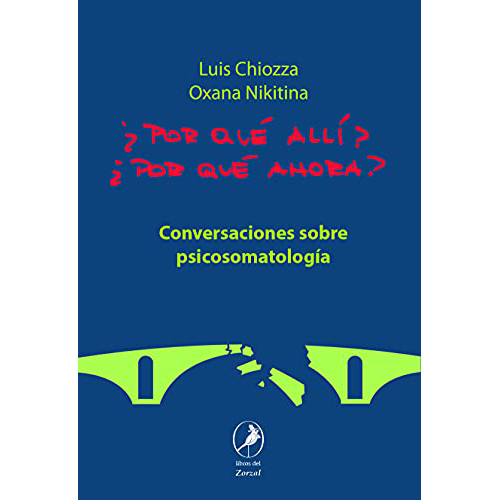 Luis Chiozza
Oxana Nikitina
¿POR QUÉ ALLÍ?
¿POR QUÉ AHORA?
Conversaciones sobre
psicosomatología
libros del
Zorzal